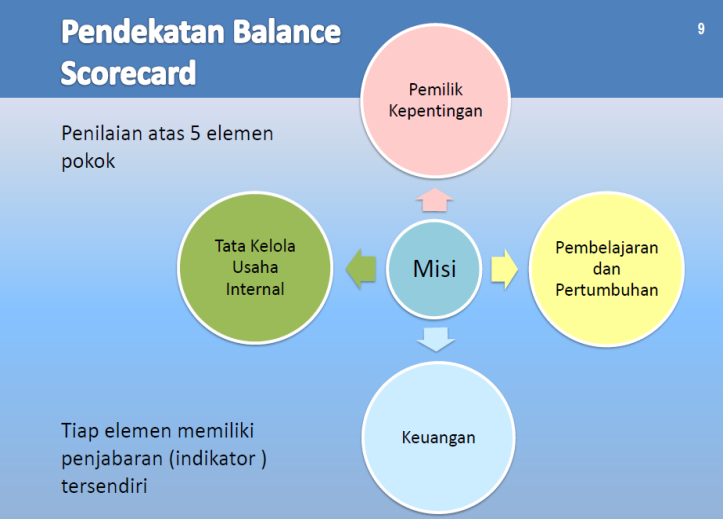 Pendekatan Balance
Scorecard
9
Pemilik
Kepentingan
Penilaian atas 5 elemen
pokok
Tata Kelola
Usaha
Internal
Misi
Pembelajaran
dan
Pertumbuhan
Keuangan
Tiap elemen memiliki
penjabaran (indikator )
tersendiri